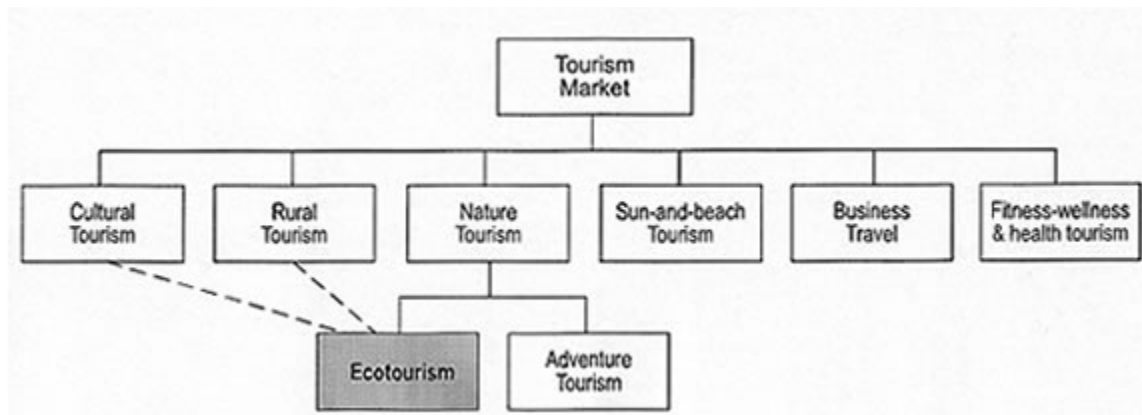 Tourism
Market
Cultural
Tourism
Rural
Tourism
Nature
Tourism
Sun-and-beach
Tourism
Business
Travel
Fitness-wellness
& health tourism
Ecotourism
Adventure
Tourism